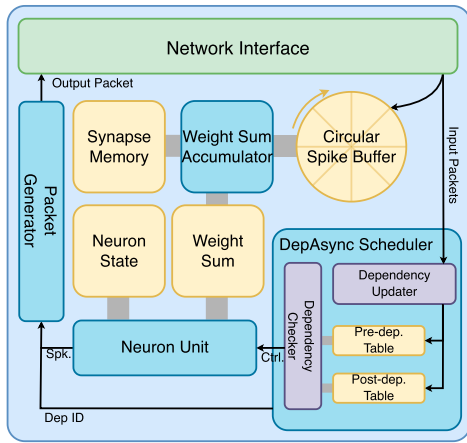 Network Interface
Output Packet
Input Packets
Synapse
Memory
Weight Sum
Accumulator
Circular
Spike Buffer
Packet
Generator
Neuron
State
Weight
Sum
DepAsync Scheduler
Dependency
Updater
Dependency
Checker
Pre-dep.
Table
Post-dep.
Table
Neuron Unit
Spk.
Ctrl.
Dep ID